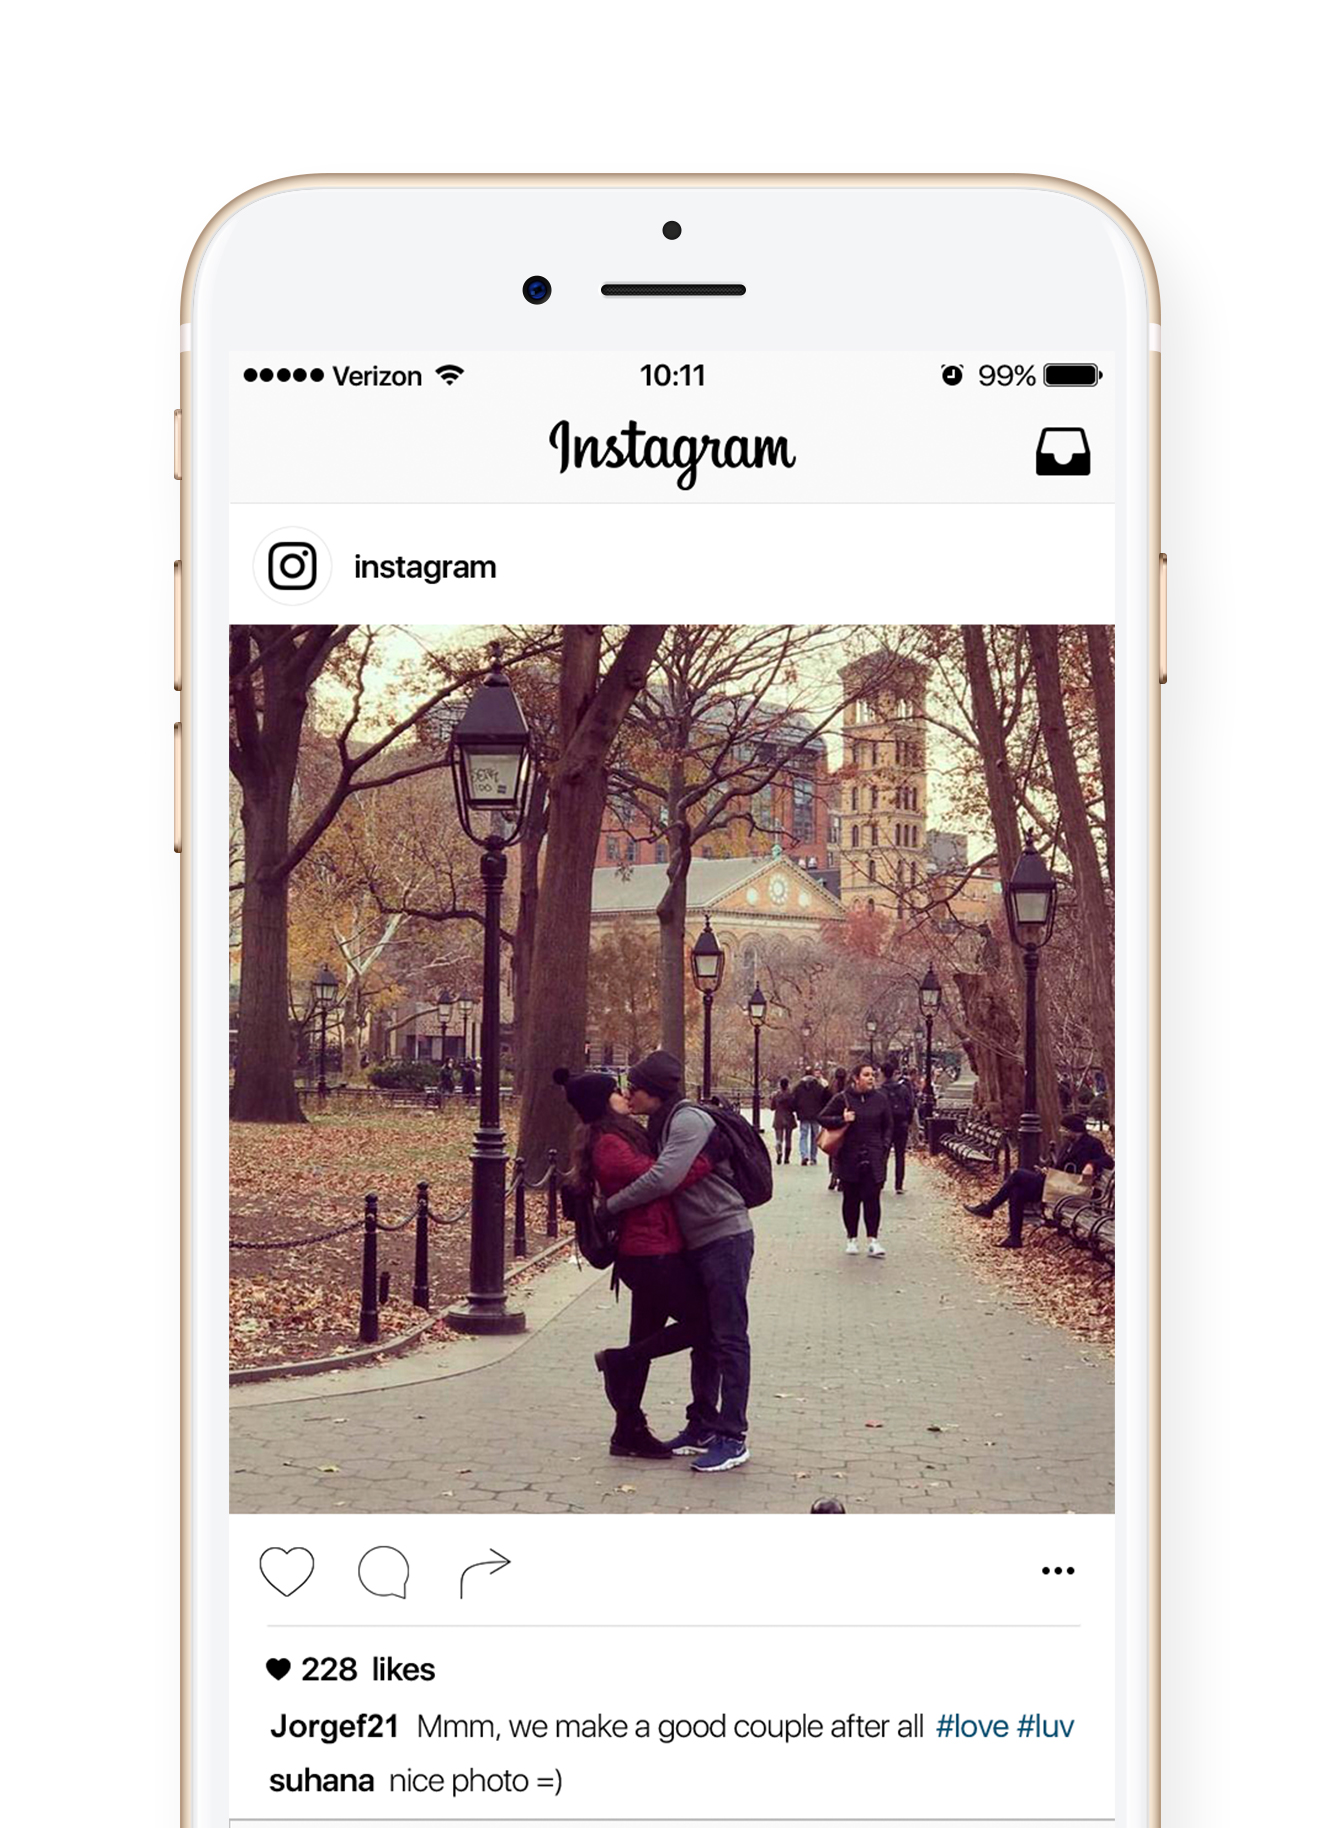 Verizon 10:11 99%
Instagram
instagram
228 likes
Jorgef21 Mmm, we make a good couple after all #love #luv
suhana nice photo =)